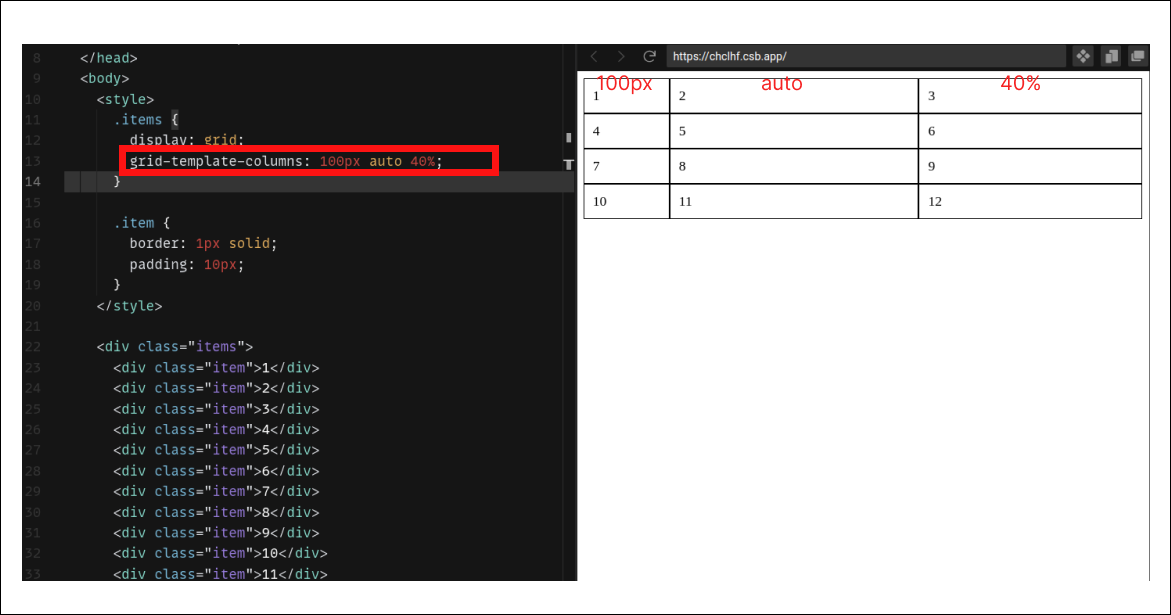 8 </head>
9 <body>
10 <style>
11 .items {
12 display: grid;
13 grid-template-columns: 100px auto 40%;
14 }
15
16 .item {
17 border: 1px solid;
18 padding: 10px;
19 }
20 </style>
21
22 <div class="items">
23 <div class="item">1</div>
24 <div class="item">2</div>
25 <div class="item">3</div>
26 <div class="item">4</div>
27 <div class="item">5</div>
28 <div class="item">6</div>
29 <div class="item">7</div>
30 <div class="item">8</div>
31 <div class="item">9</div>
32 <div class="item">10</div>
33 <div class="item">11</div>
https://chclhf.csb.app/
100px auto 40%
1 2 3
4 5 6
7 8 9
10 11 12